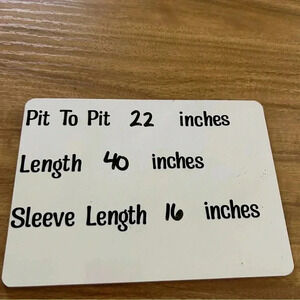 Pit To Pit 22 inches
Length 40 inches
Sleeve Length 16 inches